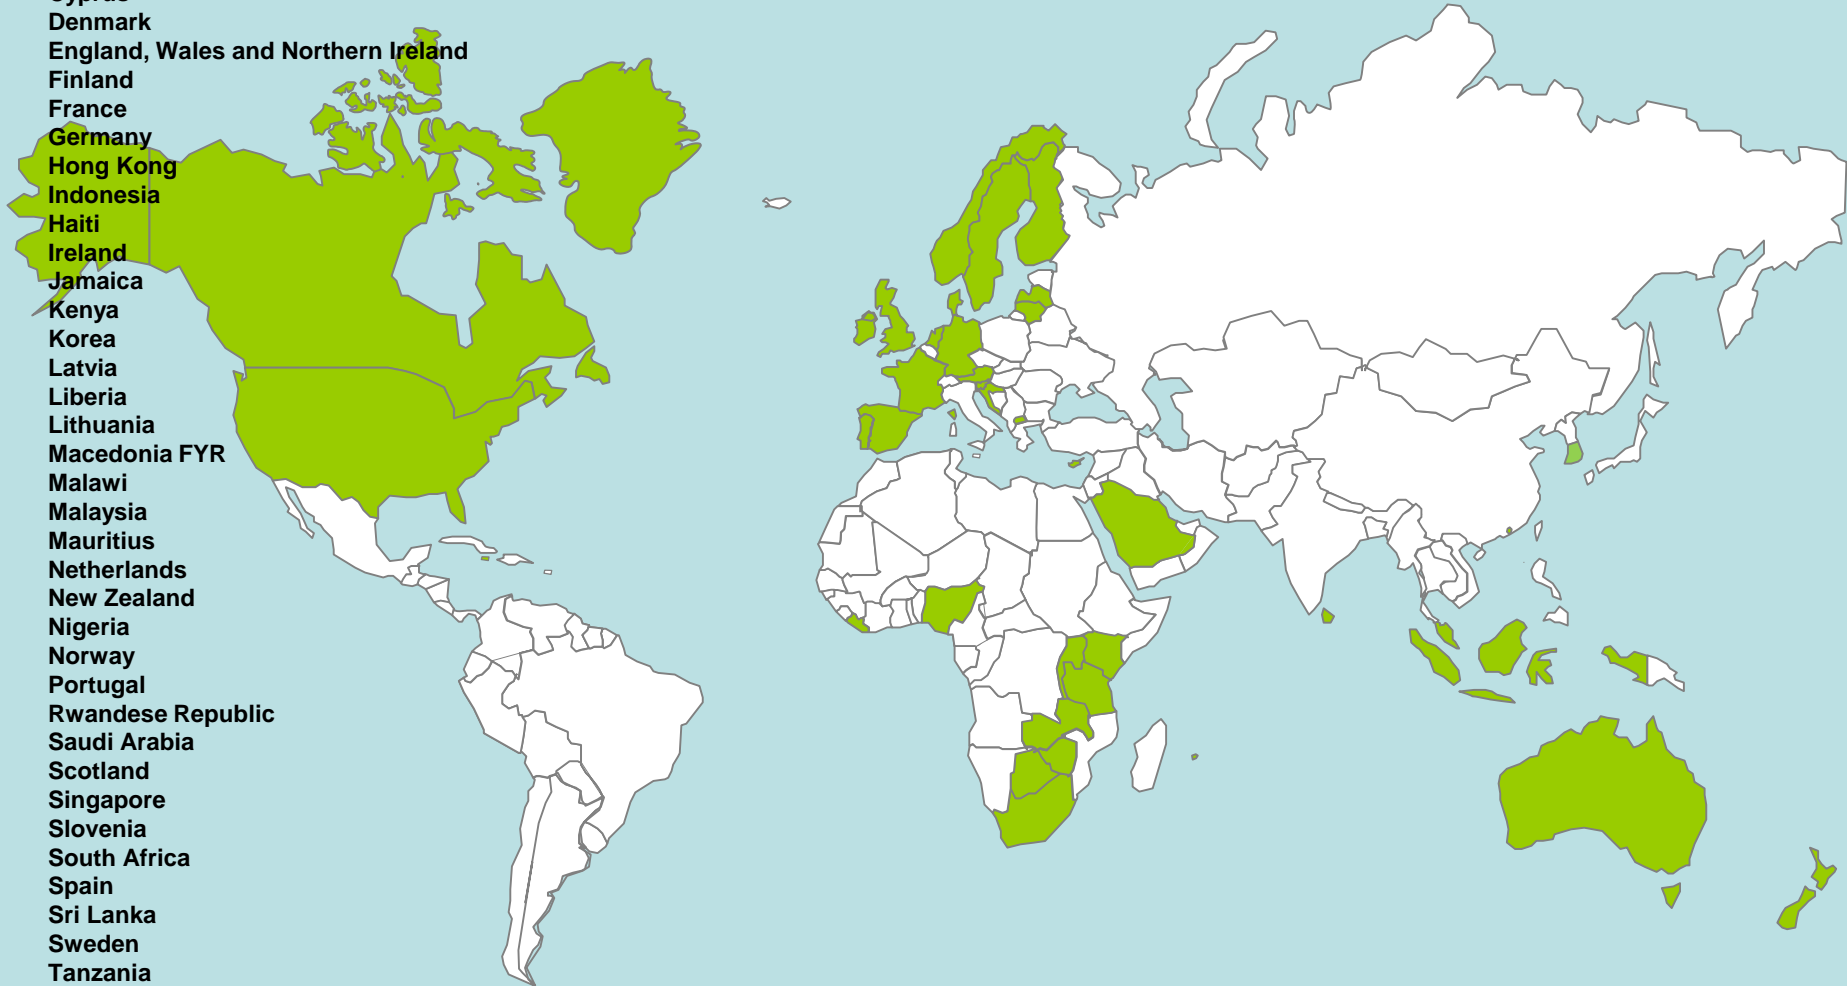 Cyprus
Denmark
England, Wales and Northern Ireland
Finland
France
Germany
Hong Kong
Indonesia
Haiti
Ireland
Jamaica
Kenya
Korea
Latvia
Liberia
Lithuania
Macedonia FYR
Malawi
Malaysia
Mauritius
Netherlands
New Zealand
Nigeria
Norway
Portugal
Rwandese Republic
Saudi Arabia
Scotland
Singapore
Slovenia
South Africa
Spain
Sri Lanka
Sweden
Tanzania